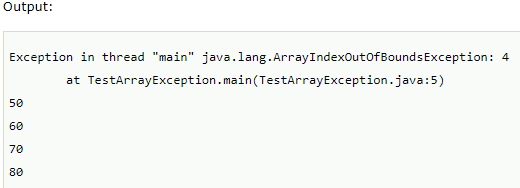 Output:
Exception in thread "main" java.lang.ArrayIndexOutOfBoundsException: 4
at TestArrayException.main(TestArrayException.java:5)
50
60
70
80